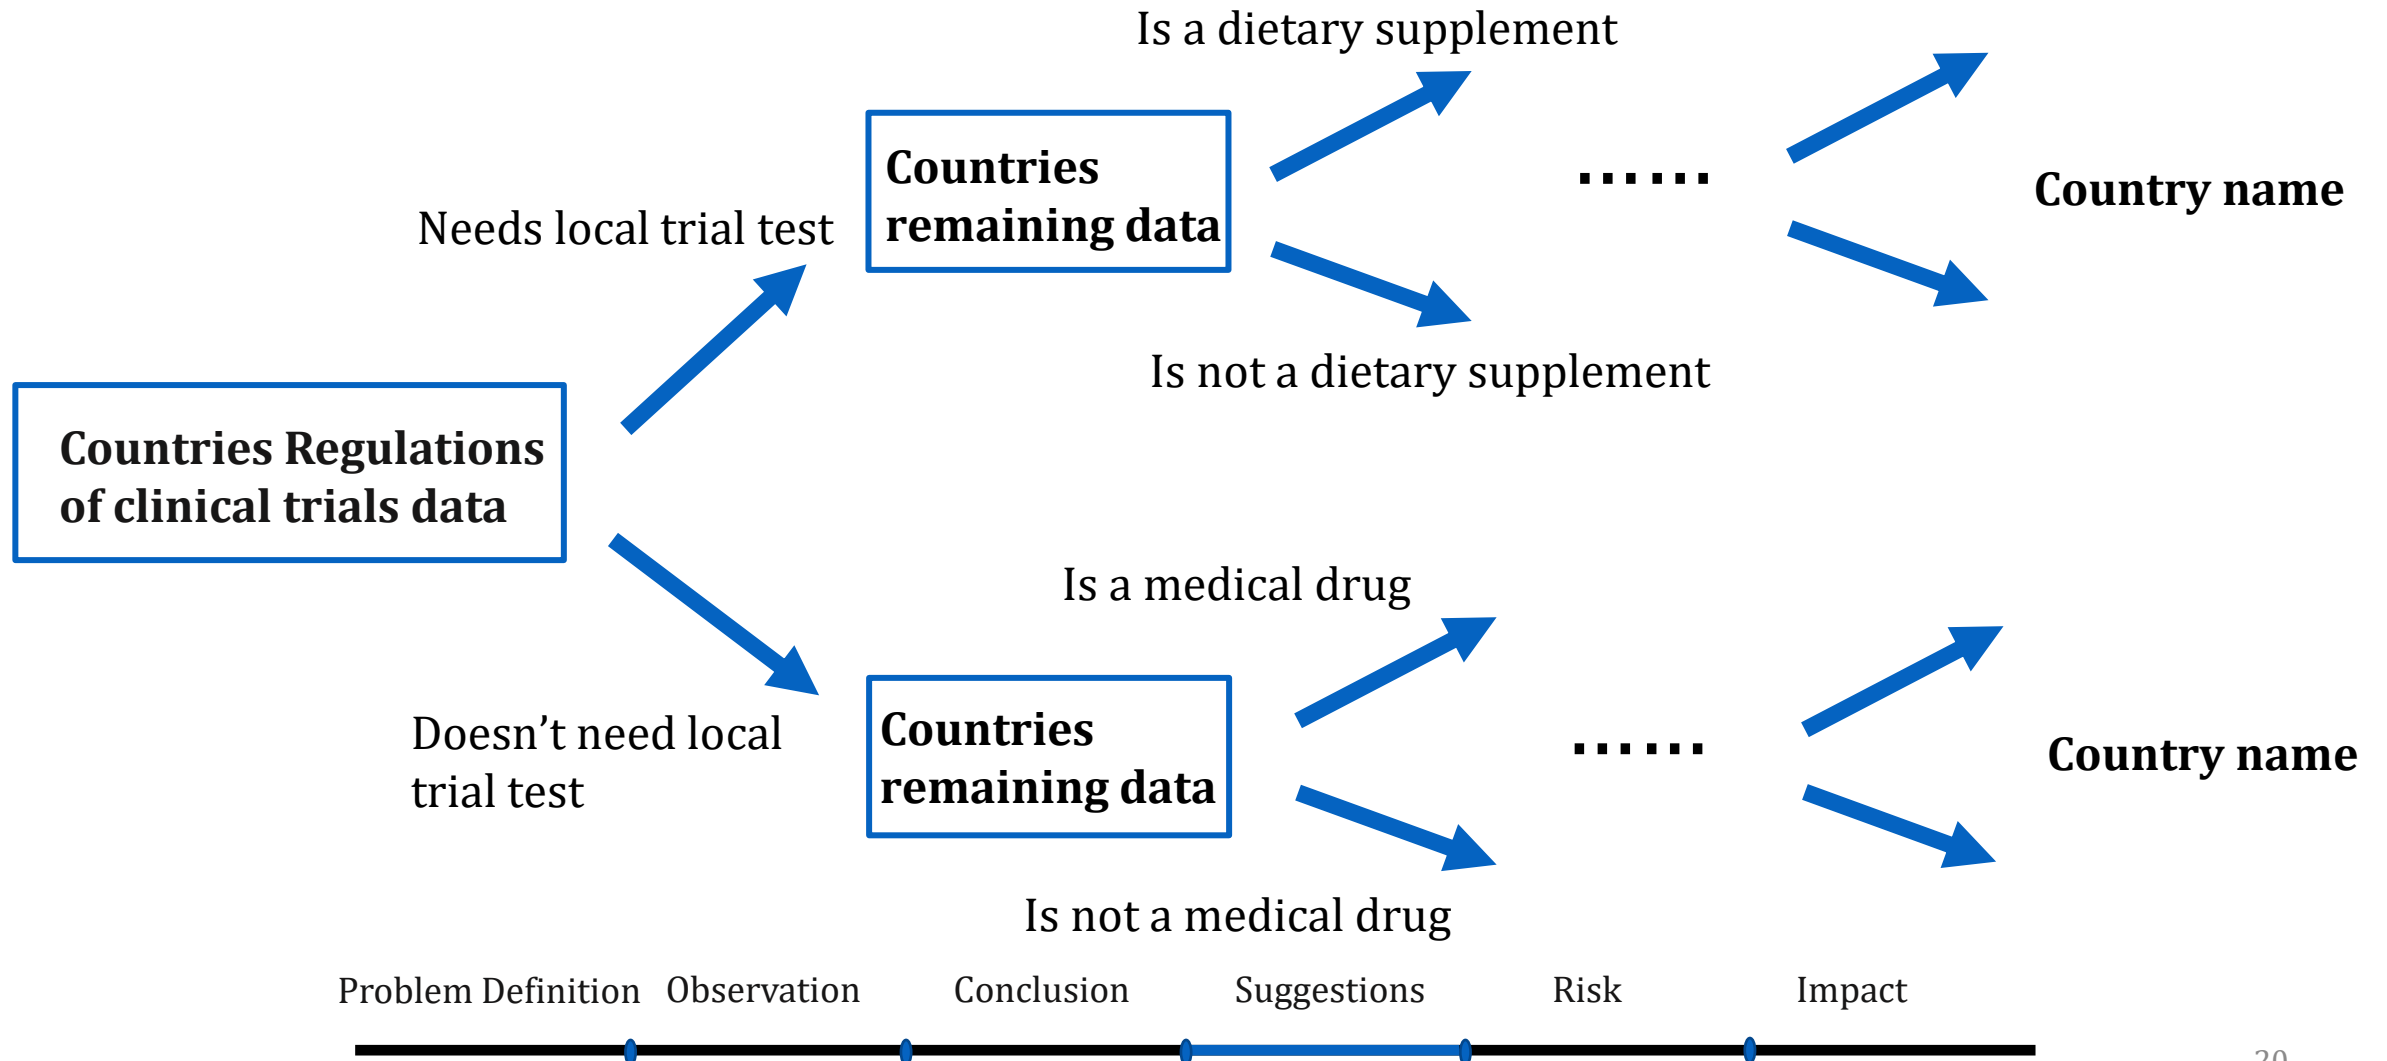 Is a dietary supplement
Countries
remaining data
……
Country name
Needs local trial test
Is not a dietary supplement
Countries Regulations
of clinical trials data
Is a medical drug
Doesn’t need local
trial test
Countries
remaining data
……
Country name
Is not a medical drug
Problem Definition
Observation
Conclusion
Suggestions
Risk
Impact
20